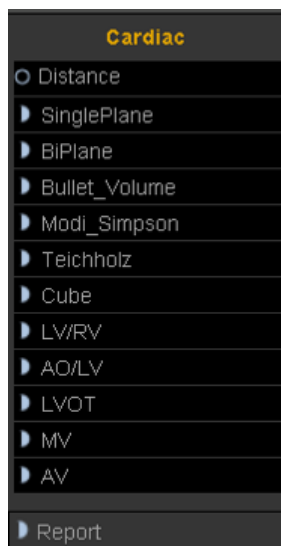 Cardiac
Distance
SinglePlane
BiPlane
Bullet_Volume
Modi_Simpson
Teichholz
Cube
LV/RV
AO/LV
LVOT
MV
AV
Report